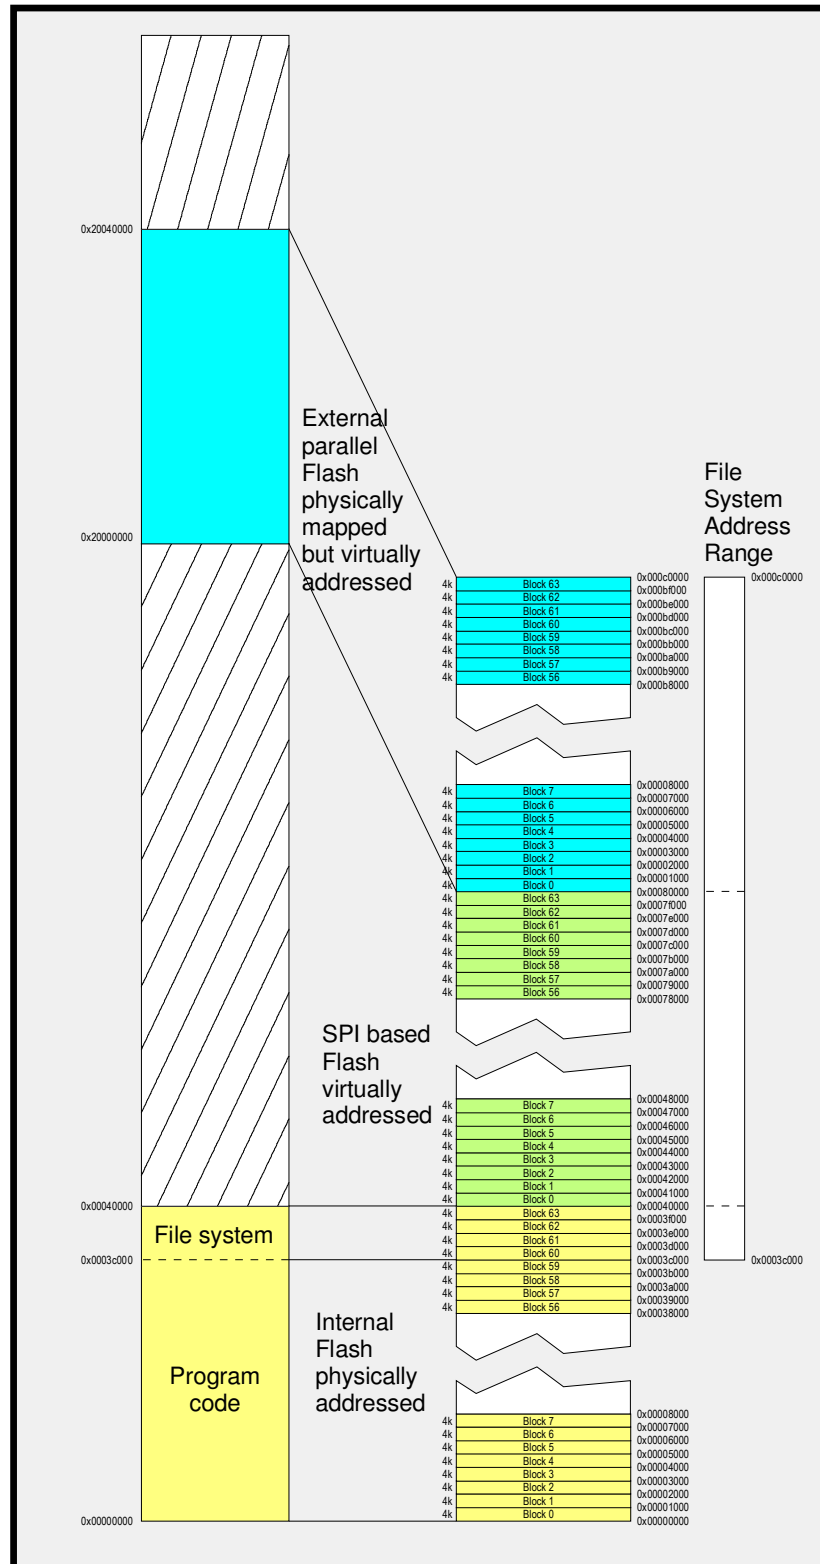 0x20040000
0x20000000
External
parallel
Flash
physically
mapped
but virtually
addressed
File
System
Address
Range
4k Block 63 0x000c0000 0x000c0000
4k Block 62 0x000bf000
4k Block 61 0x000be000
4k Block 60 0x000bd000
4k Block 59 0x000bc000
4k Block 58 0x000bb000
4k Block 57 0x000ba000
4k Block 56 0x000b9000
0x000b8000
4k Block 7 0x00008000
4k Block 6 0x00007000
4k Block 5 0x00006000
4k Block 4 0x00005000
4k Block 3 0x00004000
4k Block 2 0x00003000
4k Block 1 0x00002000
4k Block 0 0x00001000
0x00080000
4k Block 63 0x0007f000
4k Block 62 0x0007e000
4k Block 61 0x0007d000
4k Block 60 0x0007c000
4k Block 59 0x0007b000
4k Block 58 0x0007a000
4k Block 57 0x00079000
4k Block 56 0x00078000
SPI based
Flash
virtually
addressed
4k Block 7 0x00048000
4k Block 6 0x00047000
4k Block 5 0x00046000
4k Block 4 0x00045000
4k Block 3 0x00044000
4k Block 2 0x00043000
4k Block 1 0x00042000
4k Block 0 0x00041000
0x00040000 0x00040000
File system
4k Block 63 0x0003f000
4k Block 62 0x0003e000
4k Block 61 0x0003d000
4k Block 60 0x0003c000
0x0003c000 0x0003c000
4k Block 59 0x0003b000
4k Block 58 0x0003a000
4k Block 57 0x00039000
4k Block 56 0x00038000
Internal
Flash
physically
addressed
Program
code
4k Block 7 0x00008000
4k Block 6 0x00007000
4k Block 5 0x00006000
4k Block 4 0x00005000
4k Block 3 0x00004000
4k Block 2 0x00003000
4k Block 1 0x00002000
4k Block 0 0x00001000
0x00000000 0x00000000